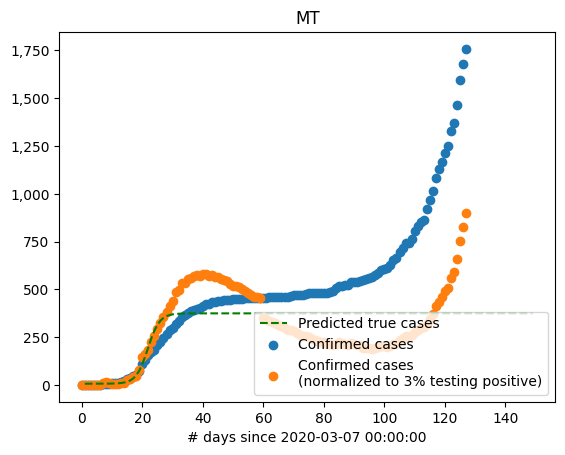 MT
1,750
1,500
1,250
1,000
750
500
250
0
Predicted true cases
Confirmed cases
Confirmed cases
(normalized to 3% testing positive)
0 20 40 60 80 100 120 140
# days since 2020-03-07 00:00:00